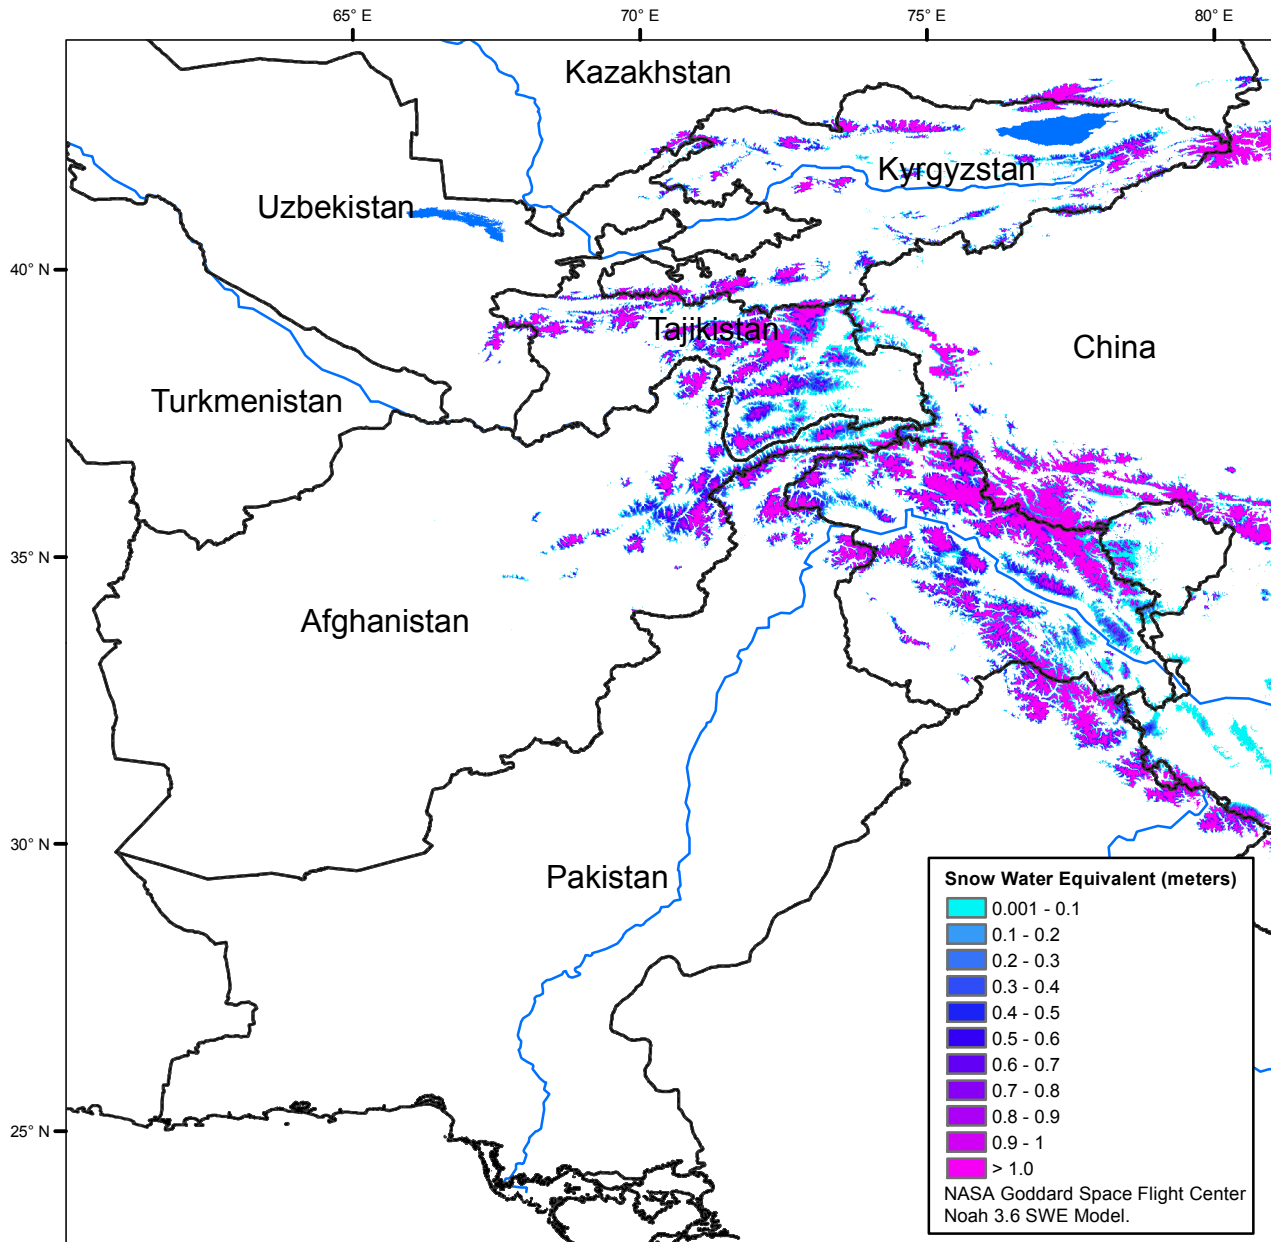 65° E
70° E
75° E
80° E
Kazakhstan
Kyrgyzstan
Uzbekistan
40° N
Tajikistan
China
Turkmenistan
35° N
Afghanistan
30° N
Pakistan
25° N
Snow Water Equivalent (meters)
0.001 - 0.1
0.1 - 0.2
0.2 - 0.3
0.3 - 0.4
0.4 - 0.5
0.5 - 0.6
0.6 - 0.7
0.7 - 0.8
0.8 - 0.9
0.9 - 1
> 1.0
NASA Goddard Space Flight Center
Noah 3.6 SWE Model.